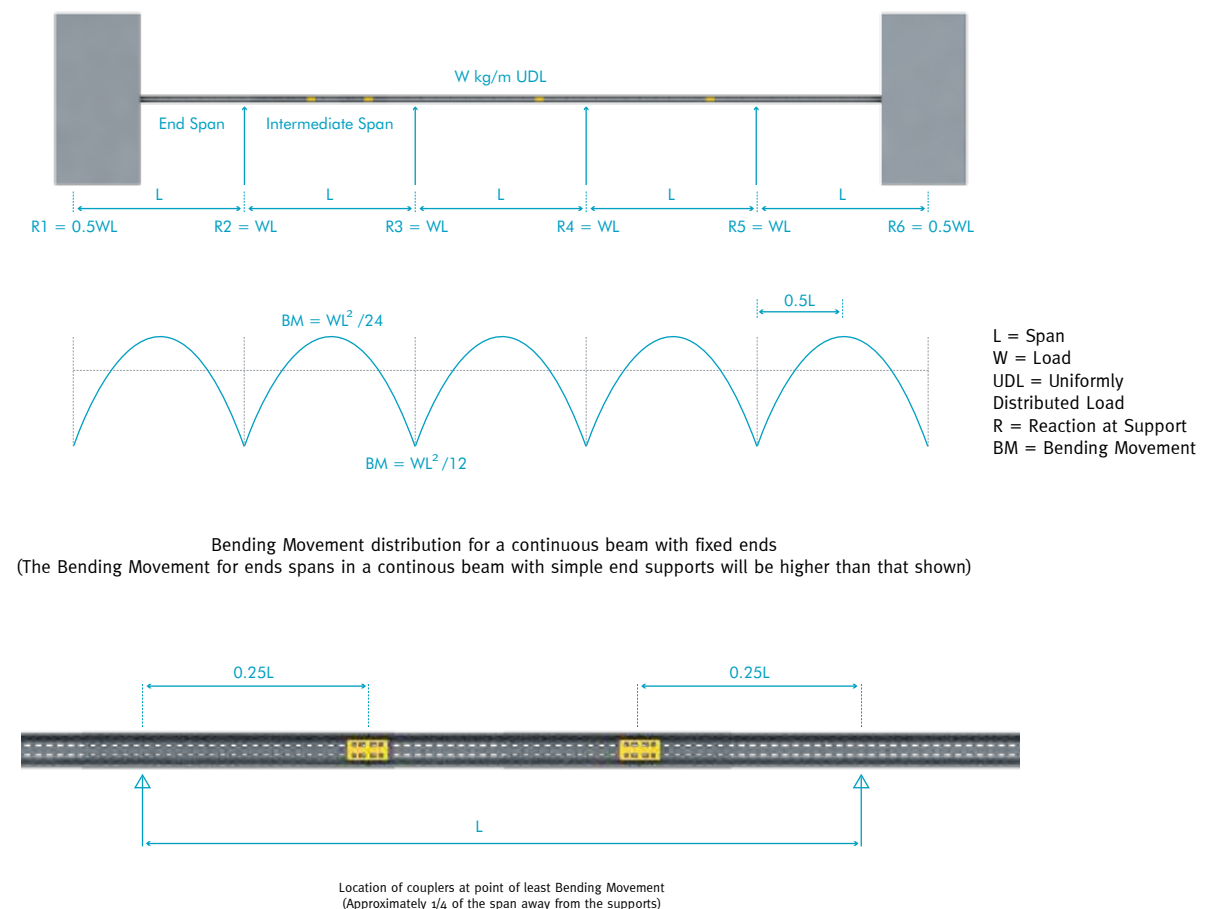 W kg/m UDL
End Span
Intermediate Span
L
L
L
L
L
R1 = 0.5WL
R2 = WL
R3 = WL
R4 = WL
R5 = WL
R6 = 0.5WL
0.5L
BM = WL² /24
BM = WL² /12
L = Span
W = Load
UDL = Uniformly
Distributed Load
R = Reaction at Support
BM = Bending Movement
Bending Movement distribution for a continuous beam with fixed ends
(The Bending Movement for ends spans in a continous beam with simple end supports will be higher than that shown)
0.25L
0.25L
L
Location of couplers at point of least Bending Movement
(Approximately 1/4 of the span away from the supports)